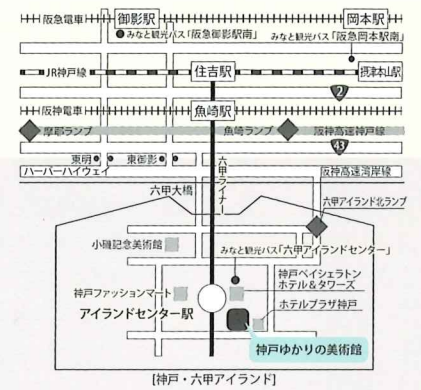 阪急電車
御影駅
岡本駅
みなと観光バス「阪急御影駅南」
みなと観光バス「阪急岡本駅南」
JR神戸線
住吉駅
摂津本山駅
2
阪神電車
魚崎駅
摩耶ランプ
魚崎ランプ
阪神高速神戸線
43
東明
東御影
ハーバーハイウェイ
六甲ライナー
阪神高速湾岸線
六甲大橋
六甲アイランド北ランプ
小磯記念美術館
みなと観光バス「六甲アイランドセンター」
神戸ベイシェラトン
ホテル&タワーズ
神戸ファッションマート
アイランドセンター駅
ホテルプラザ神戸
神戸ゆかりの美術館
[神戸・六甲アイランド]